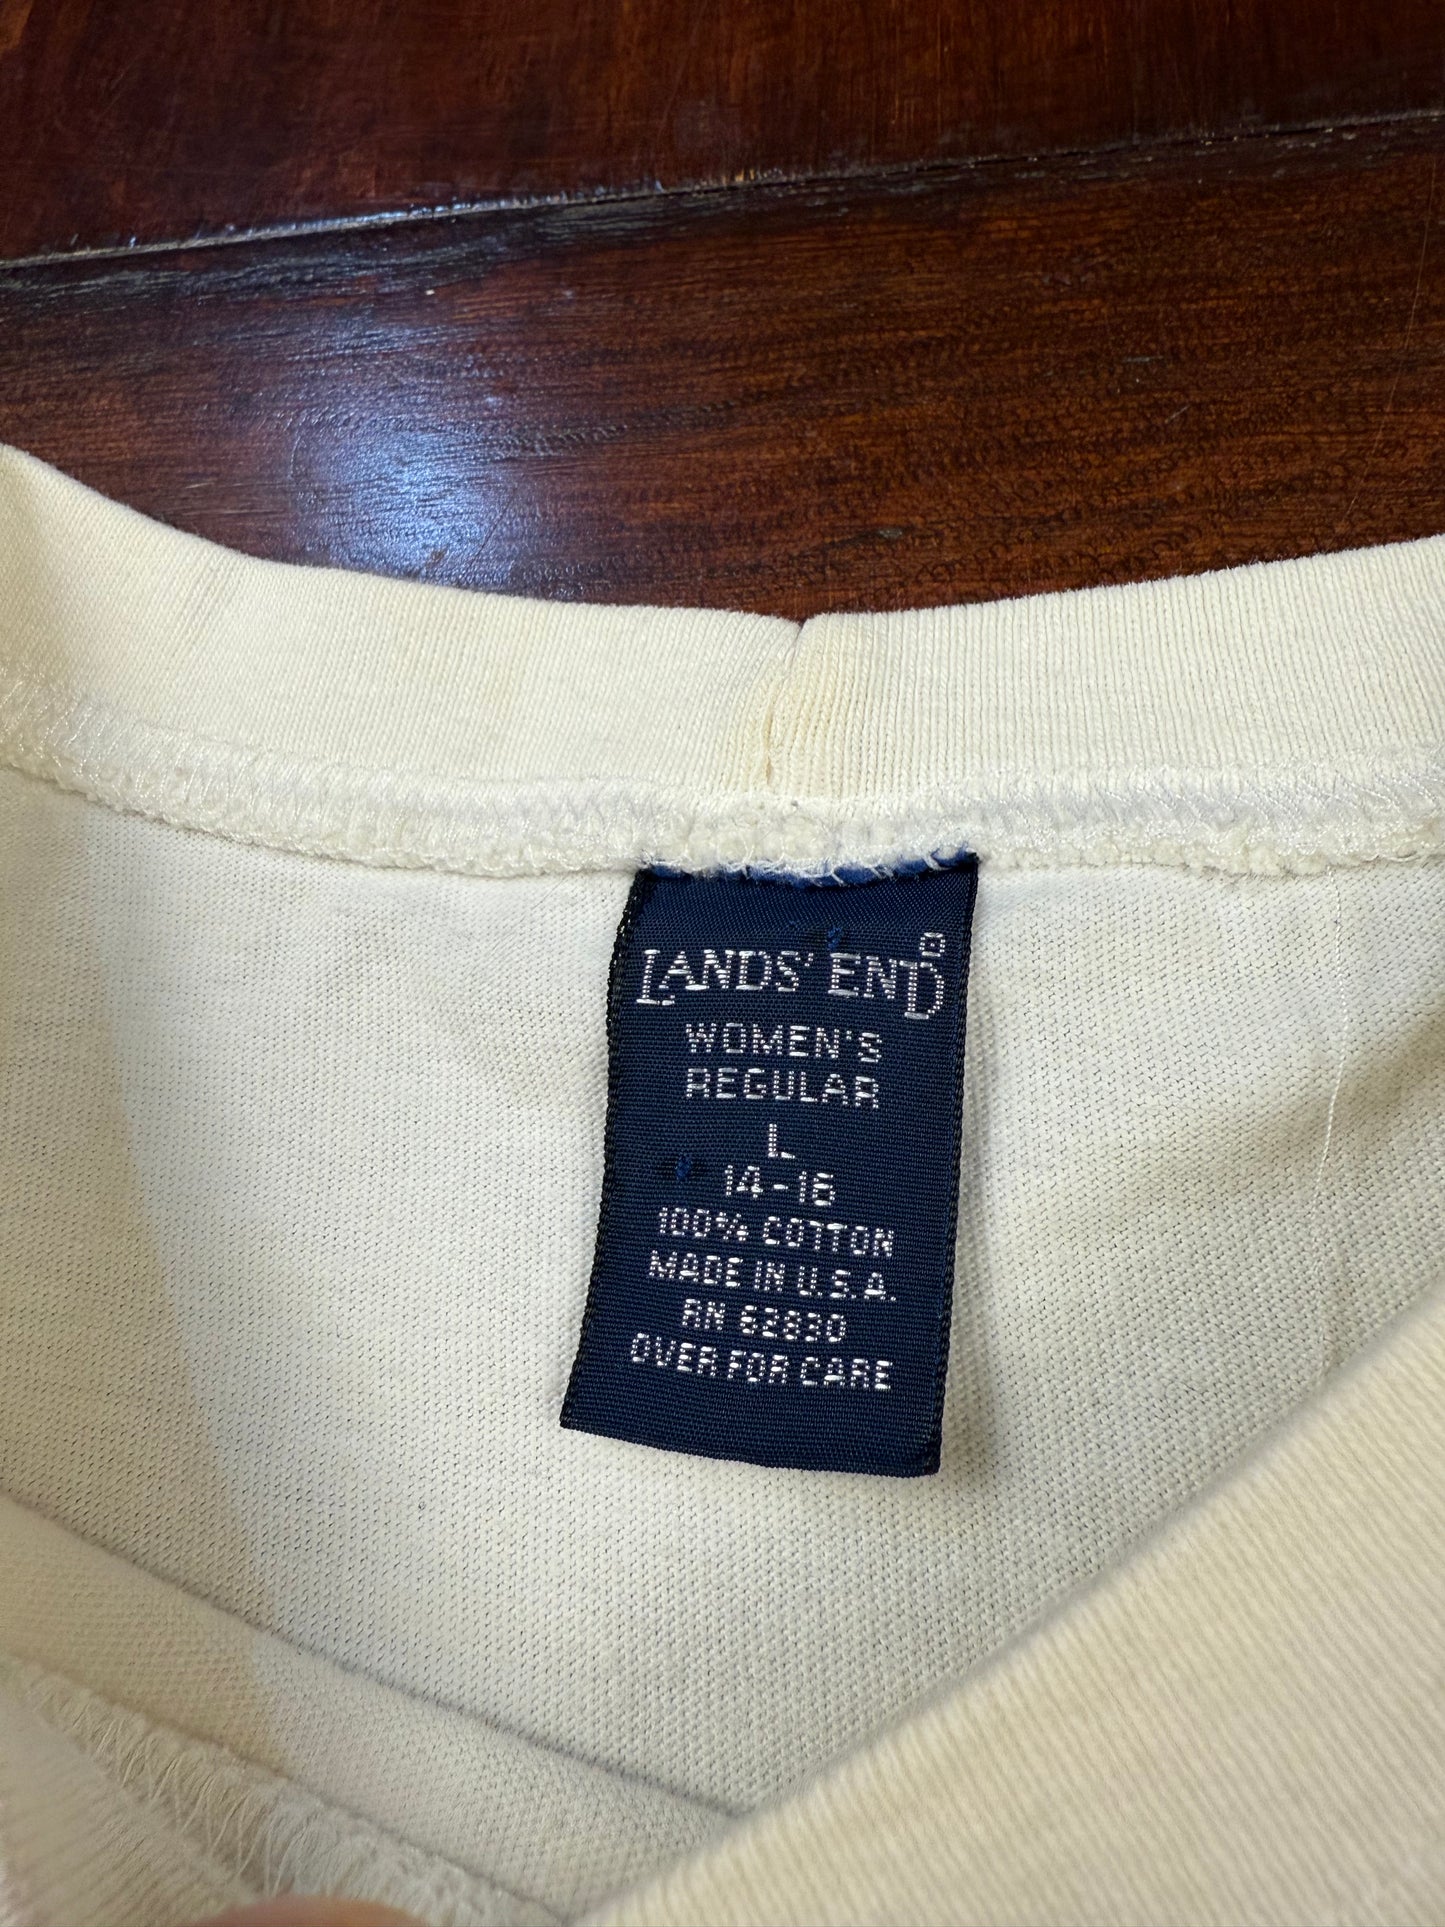 LANDS' END
WOMEN'S
REGULAR
L
14-16
100% COTTON
MADE IN U.S.A.
RN 62830
OVER FOR CARE